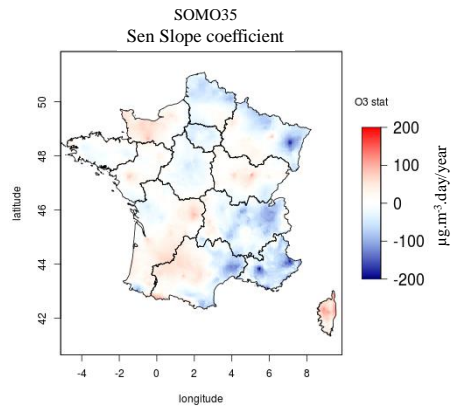 SOMO35
Sen Slope coefficient
O3 stat
200
100
0
-100
-200
µg.m-3.day/year
latitude
50
48
46
44
42
-4 -2 0 2 4 6 8
longitude